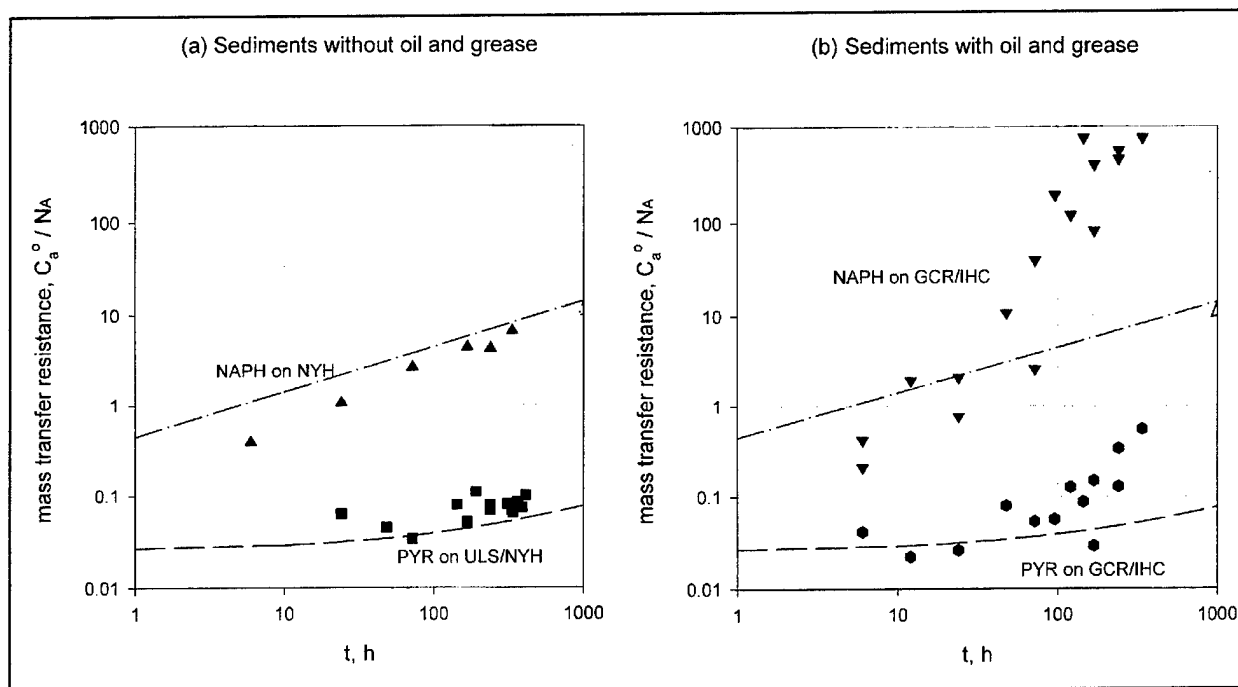 (a) Sediments without oil and grease
1000
100
10
1
0.1
0.01
mass transfer resistance, Cₐ° / NA
NAPH on NYH
PYR on ULS/NYH
1
10
100
1000
t, h
(b) Sediments with oil and grease
1000
100
10
1
0.1
0.01
mass transfer resistance, Cₐ° / NA
NAPH on GCR/IHC
PYR on GCR/IHC
1
10
100
1000
t, h